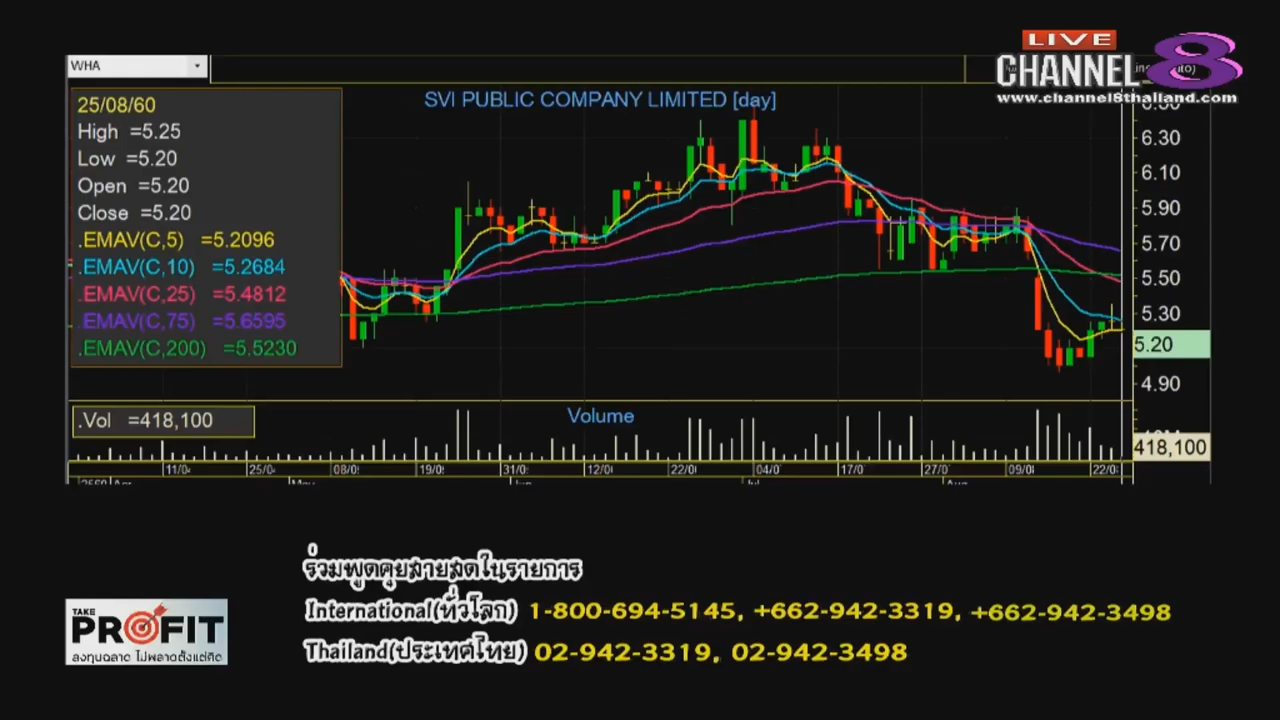 WHA
LIVE
CHANNEL 8
www.channel8thailand.com
SVI PUBLIC COMPANY LIMITED [day]
25/08/60
High =5.25
Low =5.20
Open =5.20
Close =5.20
.EMAV(C,5) =5.2096
.EMAV(C,10) =5.2684
.EMAV(C,25) =5.4812
.EMAV(C,75) =5.6595
.EMAV(C,200) =5.5230
6.30
6.10
5.90
5.70
5.50
5.30
5.20
4.90
.Vol =418,100
Volume
418,100
11/0 25/0 08/0 19/0 31/0 12/0 22/0 04/0 17/0 27/0 09/0 22/0
ร่วมพูดคุยสายสดในรายการ
International(ทั่วโลก) 1-800-694-5145, +662-942-3319, +662-942-3498
Thailand(ประเทศไทย) 02-942-3319, 02-942-3498
TAKE
PROFIT
ลงทุนฉลาด ไม่พลาดตั้งแต่คิด